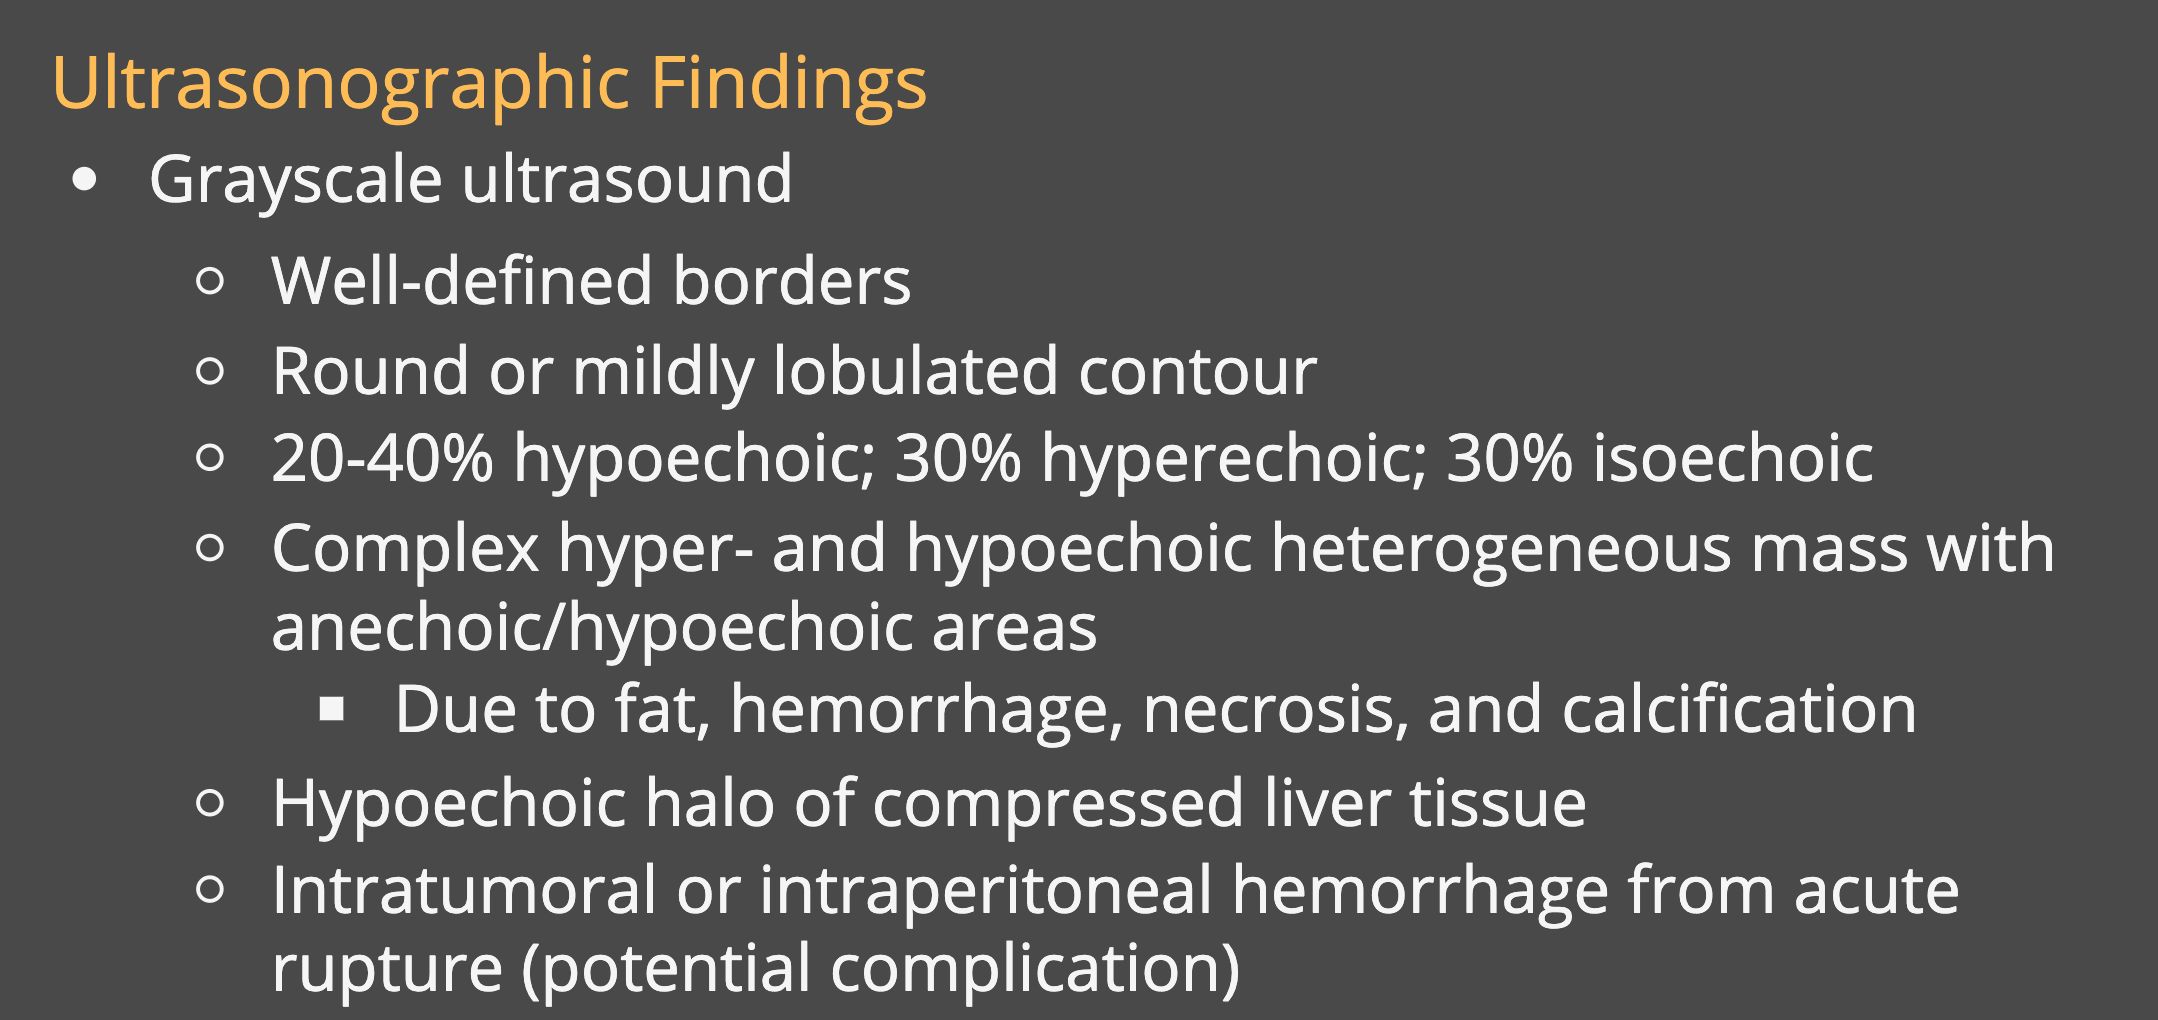 Ultrasonographic Findings
• Grayscale ultrasound
○ Well-defined borders
○ Round or mildly lobulated contour
○ 20-40% hypoechoic; 30% hyperechoic; 30% isoechoic
○ Complex hyper- and hypoechoic heterogeneous mass with
anechoic/hypoechoic areas
▪ Due to fat, hemorrhage, necrosis, and calcification
○ Hypoechoic halo of compressed liver tissue
○ Intratumoral or intraperitoneal hemorrhage from acute
rupture (potential complication)